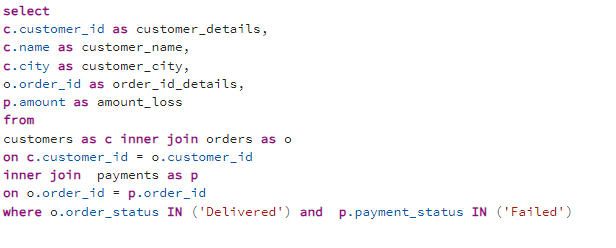 select
c.customer_id as customer_details,
c.name as customer_name,
c.city as customer_city,
o.order_id as order_id_details,
p.amount as amount_loss
from
customers as c inner join orders as o
on c.customer_id = o.customer_id
inner join  payments as p
on o.order_id = p.order_id
where o.order_status IN ('Delivered') and  p.payment_status IN ('Failed')